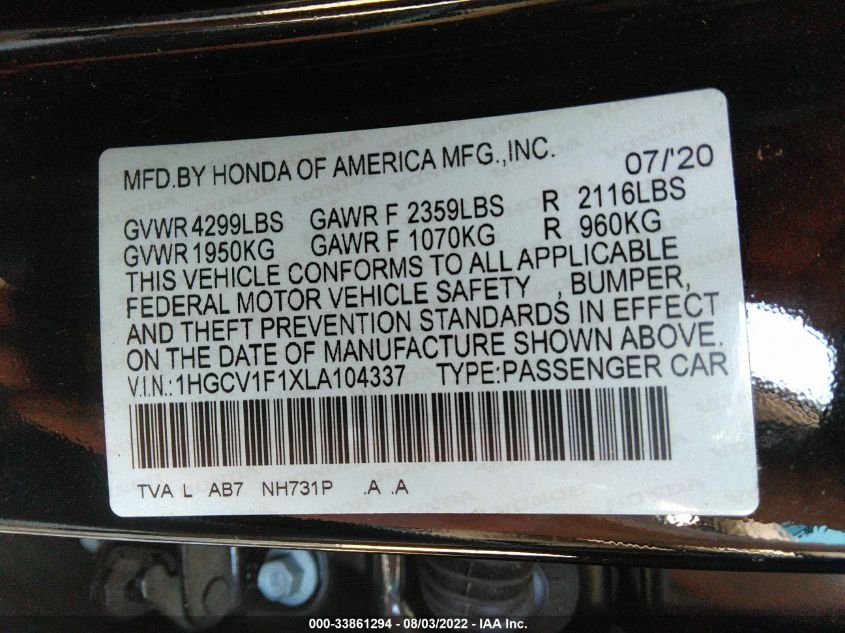 MFD.BY HONDA OF AMERICA MFG.,INC. 07/'20
GVWR 4299LBS GAWR F 2359LBS R 2116LBS
GVWR 1950KG GAWR F 1070KG R 960KG
THIS VEHICLE CONFORMS TO ALL APPLICABLE
FEDERAL MOTOR VEHICLE SAFETY , BUMPER,
AND THEFT PREVENTION STANDARDS IN EFFECT
ON THE DATE OF MANUFACTURE SHOWN ABOVE.
V.I.N.:1HGCV1F1XLA104337 TYPE:PASSENGER CAR
TVA L AB7 NH731P .A .A
000-33861294 - 08/03/2022 - IAA Inc.